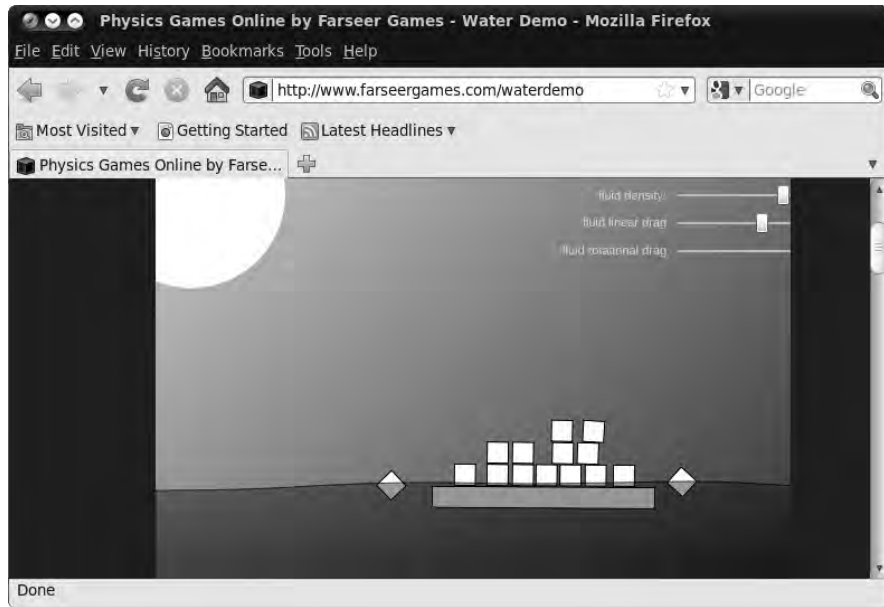 Physics Games Online by Farseer Games - Water Demo - Mozilla Firefox
File Edit View History Bookmarks Tools Help
http://www.farseergames.com/waterdemo Google
Most Visited Getting Started Latest Headlines
Physics Games Online by Farse...
fluid density:
fluid linear drag
fluid rotational drag
Done